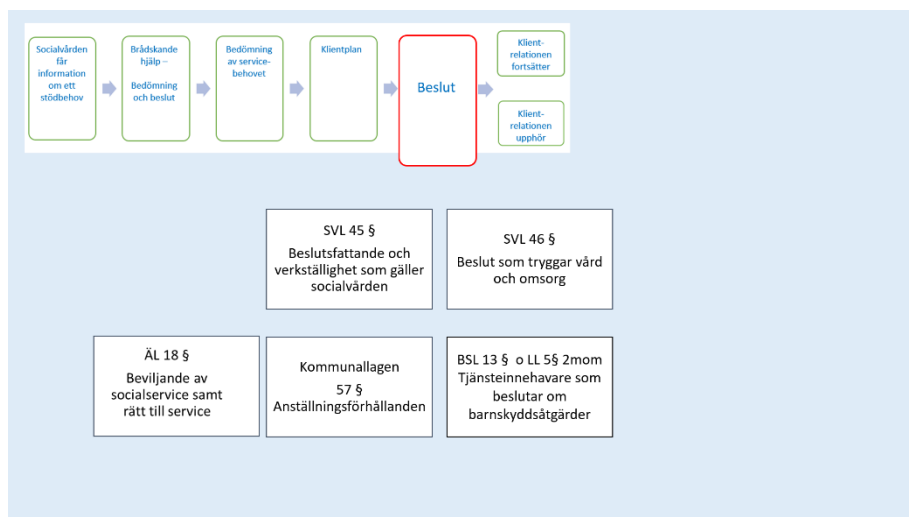 Socialvården
får
information
om ett
stödbehov
Brådskande
hjälp –
Bedömning
och beslut
Bedömning
av service-
behovet
Klientplan
Beslut
Klient-
relationen
fortsätter
Klient-
relationen
upphör
SVL 45 §
Beslutsfattande och
verkställighet som gäller
socialvården
SVL 46 §
Beslut som tryggar vård
och omsorg
ÄL 18 §
Beviljande av
socialservice samt
rätt till service
Kommunallagen
57 §
Anställningsförhållanden
BSL 13 § o LL 5§ 2mom
Tjänsteinnehavare som
beslutar om
barnskyddsåtgärder